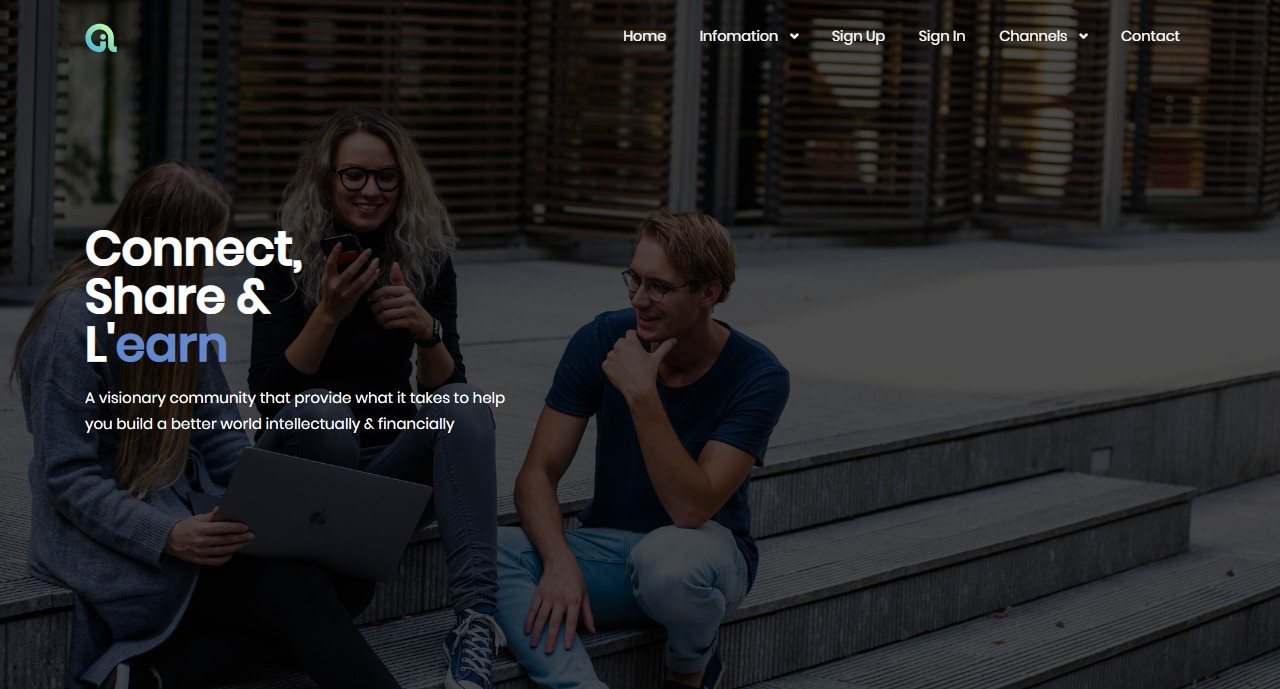 Home Infomation Sign Up Sign In Channels Contact
Connect,
Share &
L'earn
A visionary community that provide what it takes to help
you build a better world intellectually & financially